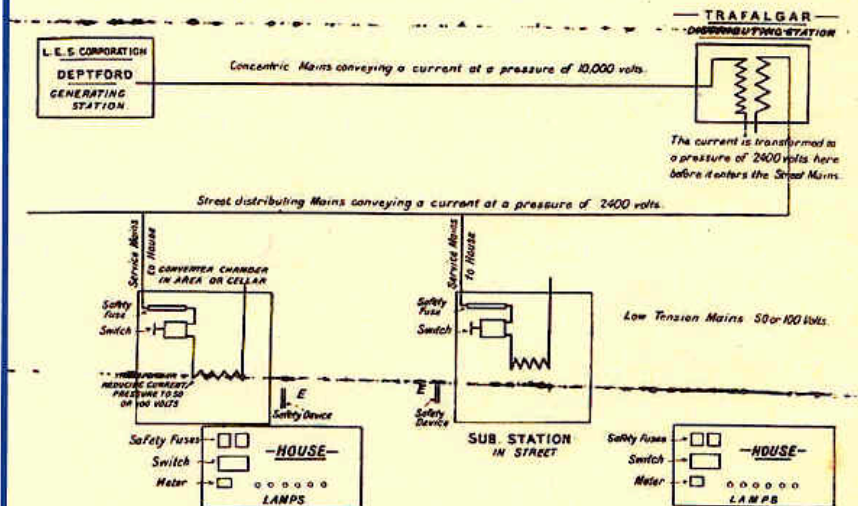 L.E.S. CORPORATION
DEPTFORD
GENERATING
STATION.
Concentric Mains conveying a current at a pressure of 10,000 volts.
TRAFALGAR
DISTRIBUTING STATION
The current is transformed to
a pressure of 2400 volts here
before it enters the Street Mains.
Street distributing Mains conveying a current at a pressure of 2400 volts.
Service Mains
to House
CONVERTER CHAMBER
IN AREA OR CELLAR
Safety
Fuse
Switch
TRANSFORMER
REDUCING CURRENT
PRESSURE TO 50
OR 100 VOLTS
E
Safety Device
Service Mains
to House
Safety
Fuse
Switch
E
Safety
Device
SUB. STATION
IN STREET
Low Tension Mains 50 or 100 Volts.
Safety Fuses
Switch
Meter
HOUSE
LAMPS
Safety Fuses
Switch
Meter
HOUSE
LAMPS